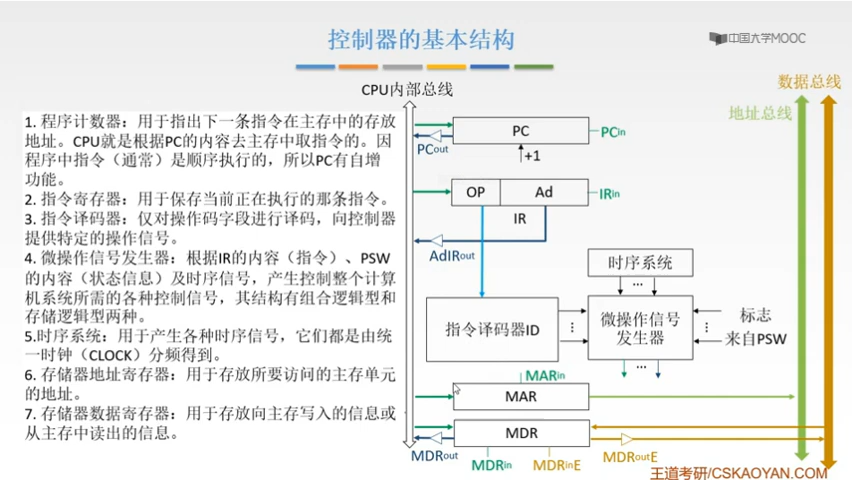 控制器的基本结构
中国大学MOOC
CPU内部总线
数据总线
地址总线
1. 程序计数器：用于指出下一条指令在主存中的存放
地址。CPU就是根据PC的内容去主存中取指令的。因
程序中指令（通常）是顺序执行的，所以PC有自增
功能。
2. 指令寄存器：用于保存当前正在执行的那条指令。
3. 指令译码器：仅对操作码字段进行译码，向控制器
提供特定的操作信号。
4. 微操作信号发生器：根据IR的内容（指令）、PSW
的内容（状态信息）及时序信号，产生控制整个计算
机系统所需的各种控制信号，其结构有组合逻辑型和
存储逻辑型两种。
5.时序系统：用于产生各种时序信号，它们都是由统
一时钟（CLOCK）分频得到。
6. 存储器地址寄存器：用于存放所要访问的主存单元
的地址。
7. 存储器数据寄存器：用于存放向主存写入的信息或
从主存中读出的信息。
PC
PCin
PCout
+1
OP
Ad
IRin
IR
AdIRout
时序系统
...
指令译码器ID
...
微操作信号
发生器
...
标志
来自PSW
...
MARin
MAR
MDR
MDRout
MDRin
MDRinE
MDRoutE
王道考研/CSKAOYAN.COM